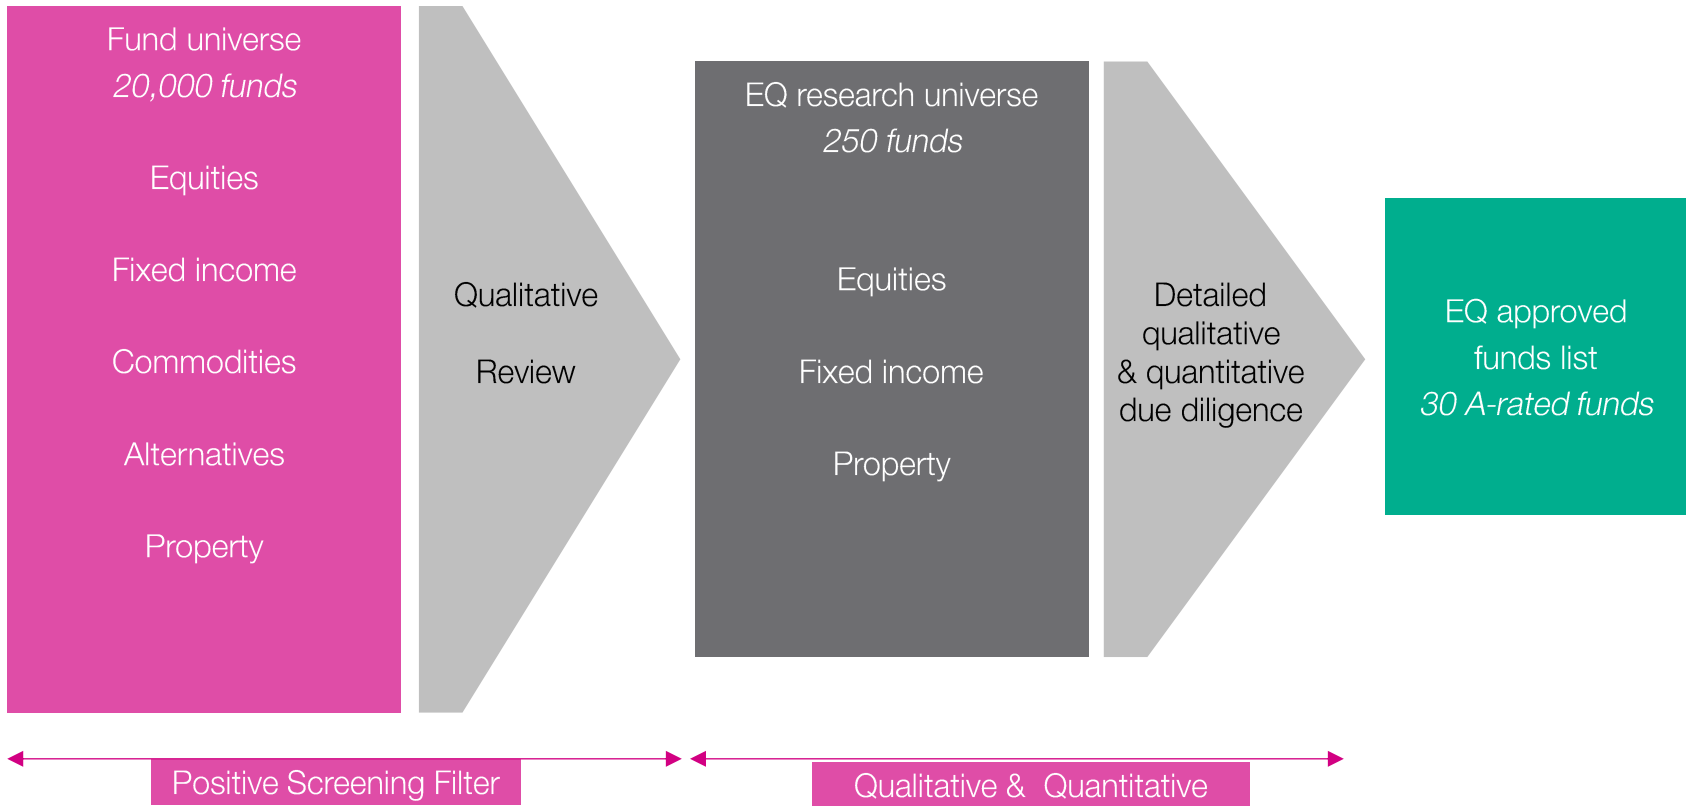 Fund universe
20,000 funds
Equities
Fixed income
Commodities
Alternatives
Property
Qualitative
Review
EQ research universe
250 funds
Equities
Fixed income
Property
Detailed
qualitative
& quantitative
due diligence
EQ approved
funds list
30 A-rated funds
Positive Screening Filter
Qualitative & Quantitative